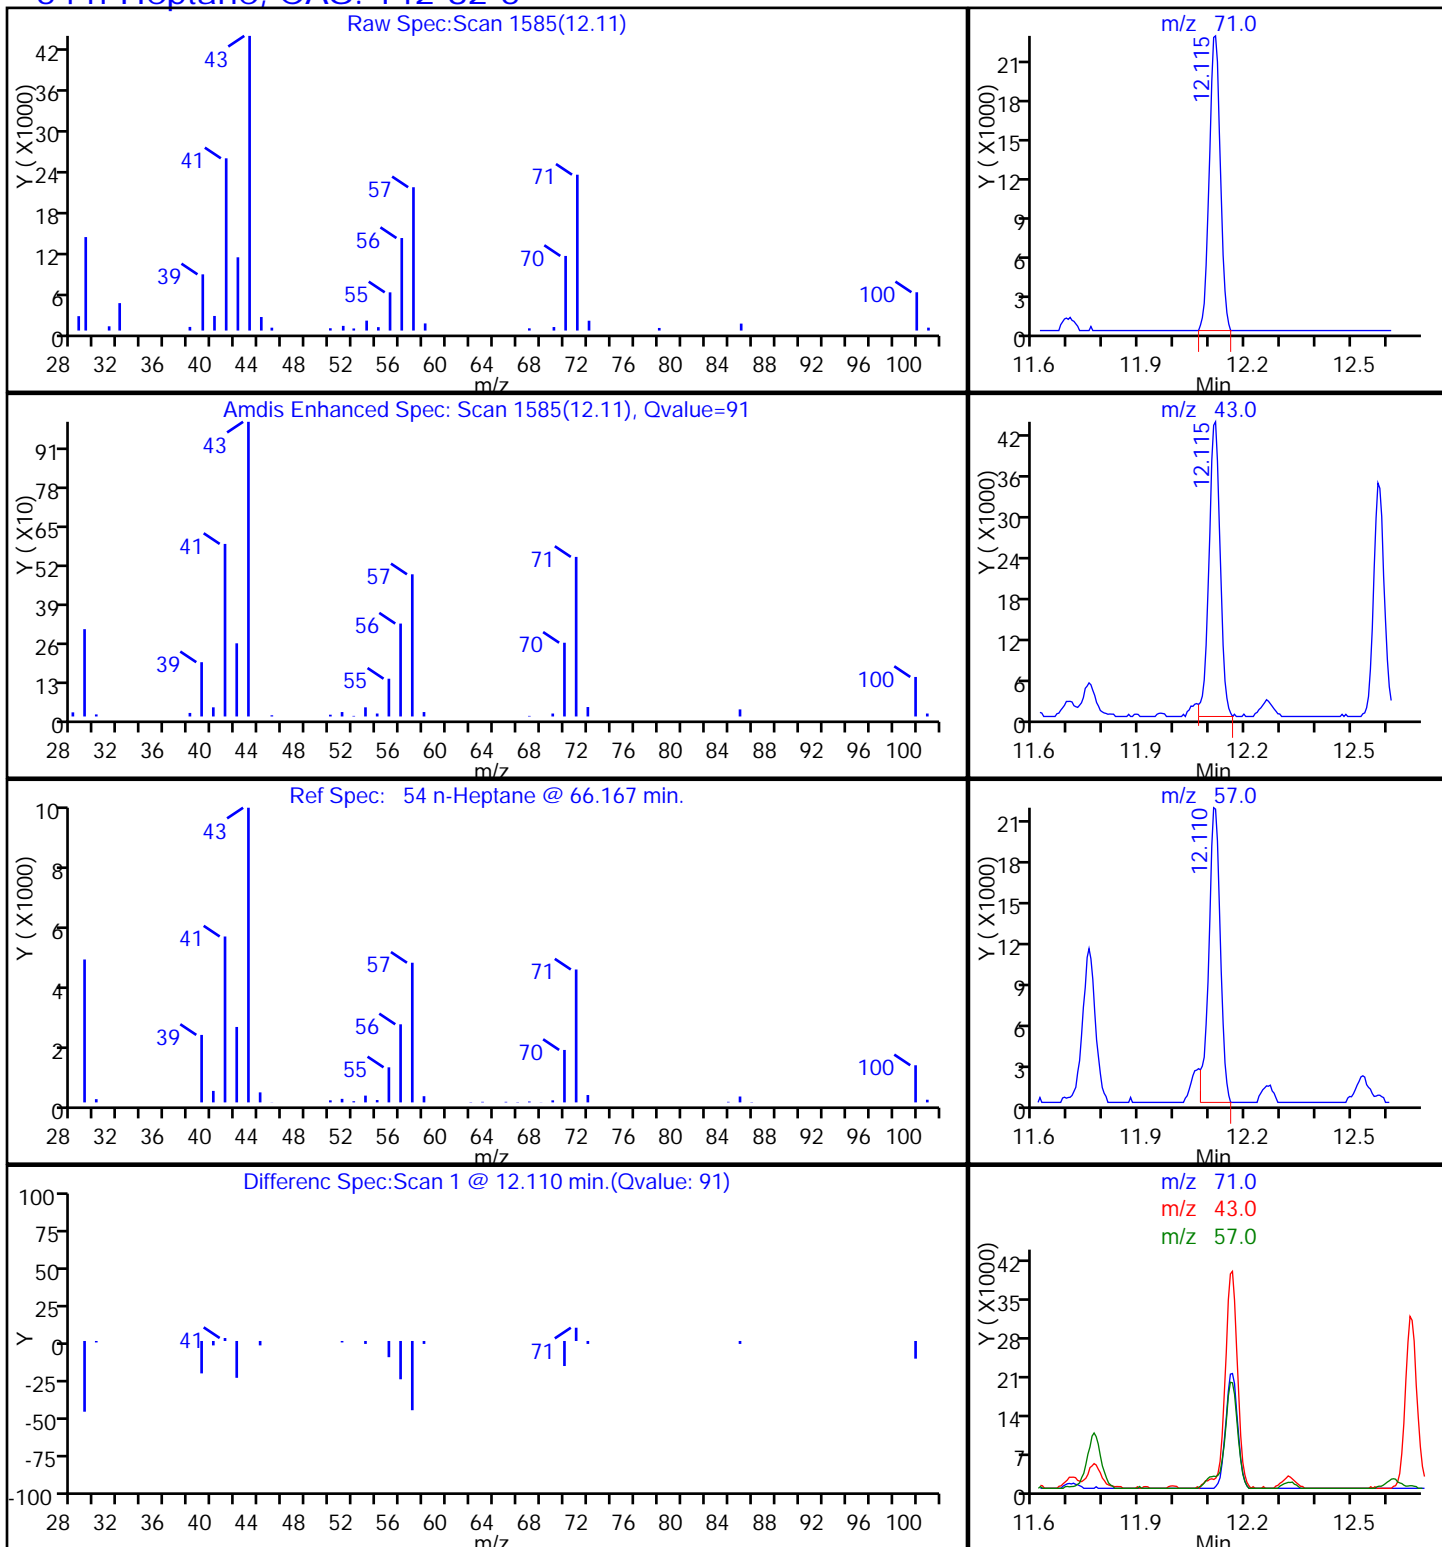 Raw Spec:Scan 1585(12.11)
Y ( X1000)
42
36
30
24
18
12
6
0
43
41
39
57
56
55
71
70
100
28 32 36 40 44 48 52 56 60 64 68 72 76 80 84 88 92 96 100
m/z
m/z 71.0
Y ( X1000)
21
18
15
12
9
6
3
0
12.115
11.6 11.9 12.2 12.5
Min
Amdis Enhanced Spec: Scan 1585(12.11), Qvalue=91
Y ( X10)
91
78
65
52
39
26
13
0
43
41
39
57
56
55
71
70
100
28 32 36 40 44 48 52 56 60 64 68 72 76 80 84 88 92 96 100
m/z
m/z 43.0
Y ( X1000)
42
36
30
24
18
12
6
0
12.115
11.6 11.9 12.2 12.5
Min
Ref Spec: 54 n-Heptane @ 66.167 min.
Y ( X1000)
10
8
6
4
2
0
43
41
39
57
56
55
71
70
100
28 32 36 40 44 48 52 56 60 64 68 72 76 80 84 88 92 96 100
m/z
m/z 57.0
Y ( X1000)
21
18
15
12
9
6
3
0
12.110
11.6 11.9 12.2 12.5
Min
Differenc Spec:Scan 1 @ 12.110 min.(Qvalue: 91)
Y
100
75
50
25
0
-25
-50
-75
-100
41
71
28 32 36 40 44 48 52 56 60 64 68 72 76 80 84 88 92 96 100
m/z
m/z 71.0
m/z 43.0
m/z 57.0
Y ( X1000)
42
35
28
21
14
7
0
11.6 11.9 12.2 12.5
Min